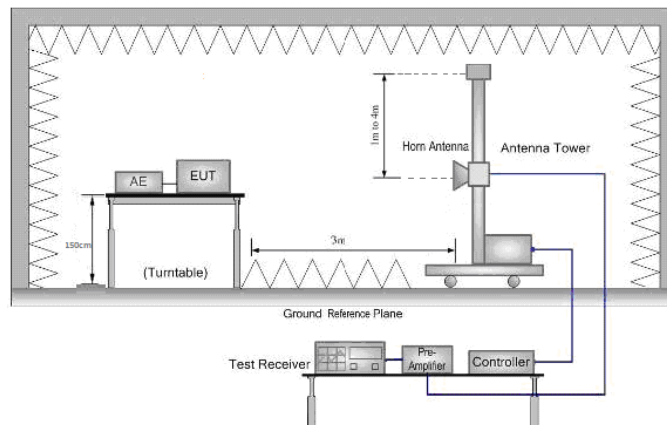 1m to 4m
Horn Antenna
Antenna Tower
AE
EUT
150cm
(Turntable)
3m
Ground Reference Plane
Test Receiver
Pre-
Amplifier
Controller